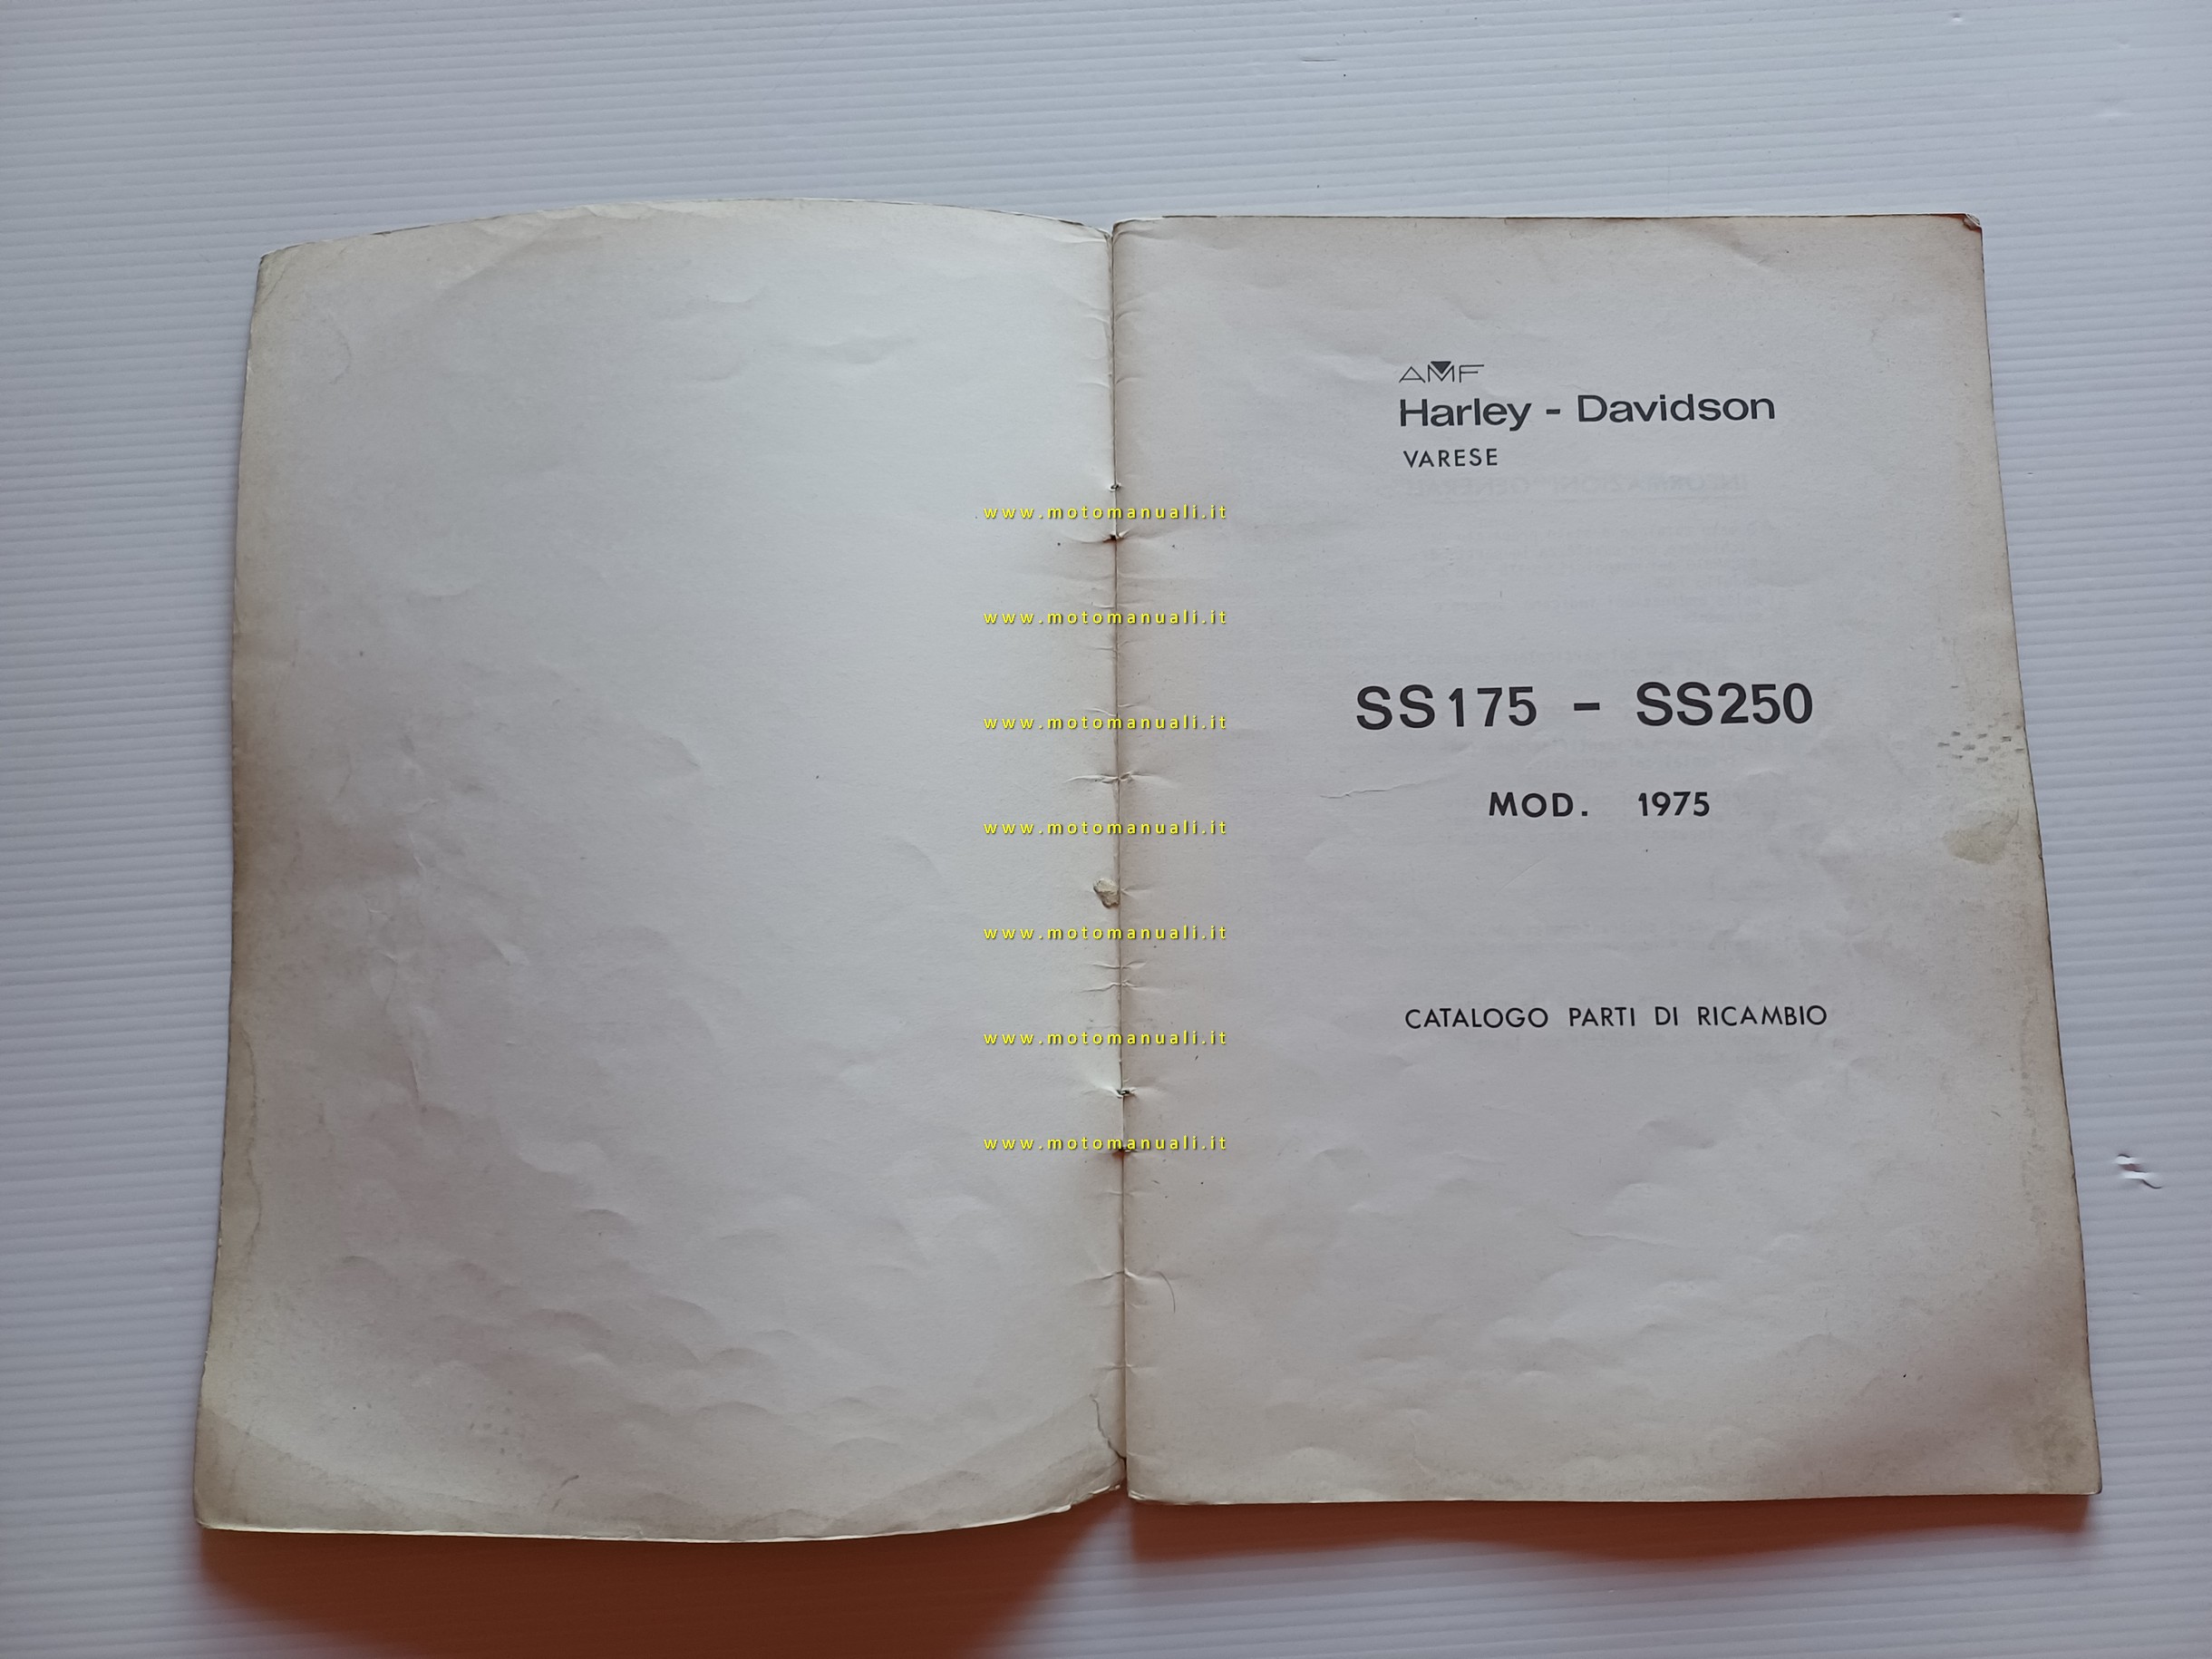 AMF
Harley - Davidson
VARESE
SS175 - SS250
MOD. 1975
CATALOGO PARTI DI RICAMBIO
www.motomanuali.it
www.motomanuali.it
www.motomanuali.it
www.motomanuali.it
www.motomanuali.it
www.motomanuali.it
www.motomanuali.it